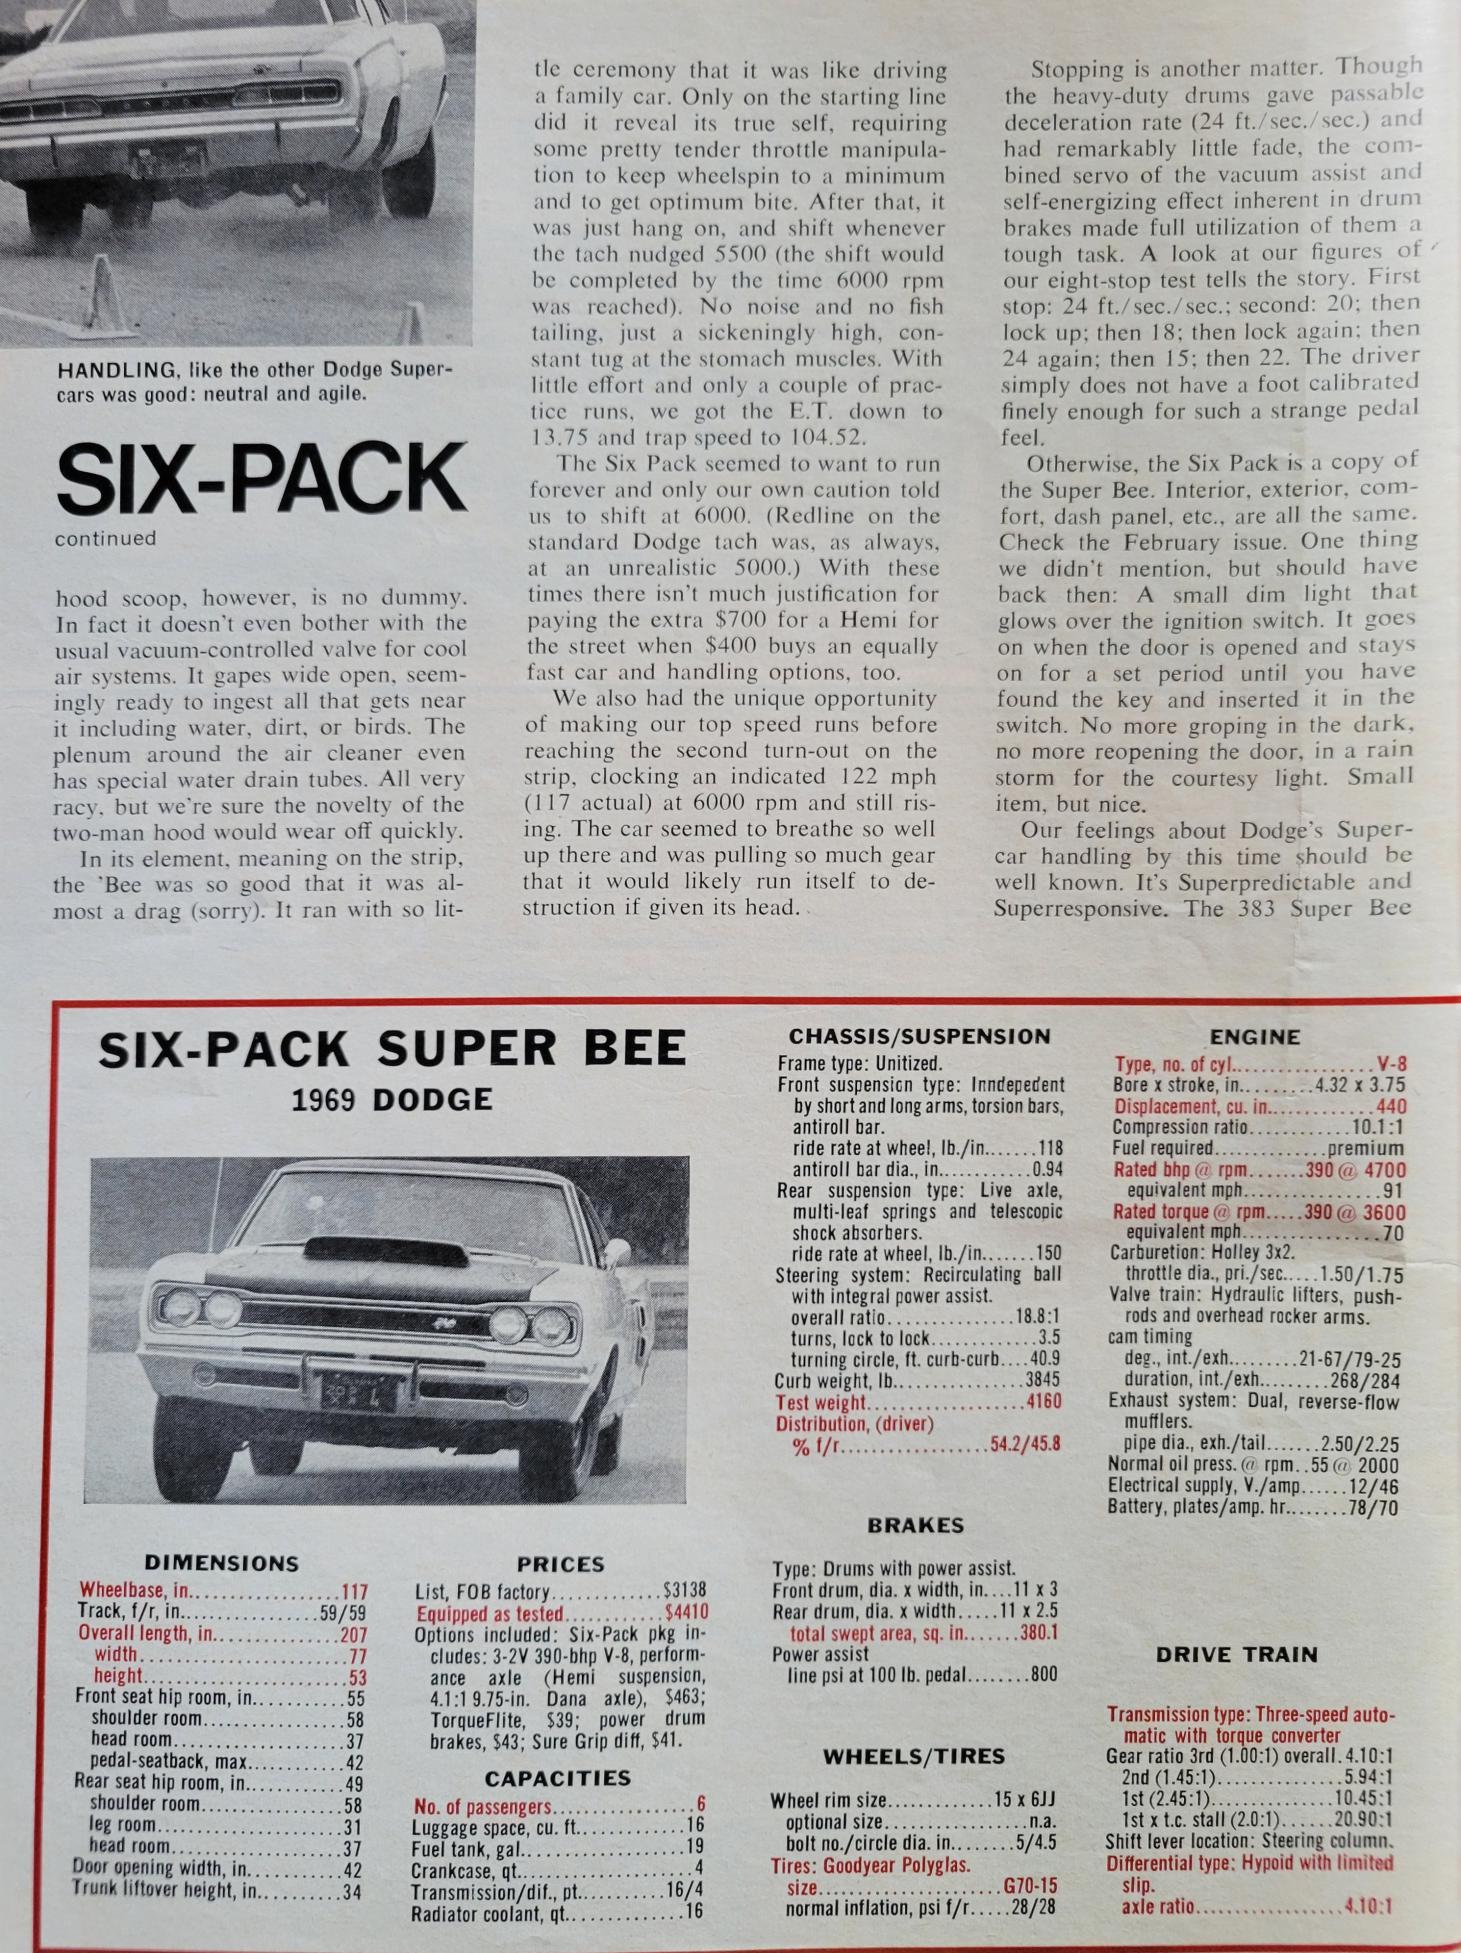 HANDLING, like the other Dodge Super-
cars was good: neutral and agile.
SIX-PACK
continued
hood scoop, however, is no dummy.
In fact it doesn't even bother with the
usual vacuum-controlled valve for cool
air systems. It gapes wide open, seem-
ingly ready to ingest all that gets near
it including water, dirt, or birds. The
plenum around the air cleaner even
has special water drain tubes. All very
racy, but we're sure the novelty of the
two-man hood would wear off quickly.
In its element, meaning on the strip,
the 'Bee was so good that it was al-
most a drag (sorry). It ran with so lit-
tle ceremony that it was like driving
a family car. Only on the starting line
did it reveal its true self, requiring
some pretty tender throttle manipula-
tion to keep wheelspin to a minimum
and to get optimum bite. After that, it
was just hang on, and shift whenever
the tach nudged 5500 (the shift would
be completed by the time 6000 rpm
was reached). No noise and no fish
tailing, just a sickeningly high, con-
stant tug at the stomach muscles. With
little effort and only a couple of prac-
tice runs, we got the E.T. down to
13.75 and trap speed to 104.52.
The Six Pack seemed to want to run
forever and only our own caution told
us to shift at 6000. (Redline on the
standard Dodge tach was, as always,
at an unrealistic 5000.) With these
times there isn't much justification for
paying the extra $700 for a Hemi for
the street when $400 buys an equally
fast car and handling options, too.
We also had the unique opportunity
of making our top speed runs before
reaching the second turn-out on the
strip, clocking an indicated 122 mph
(117 actual) at 6000 rpm and still ris-
ing. The car seemed to breathe so well
up there and was pulling so much gear
that it would likely run itself to de-
struction if given its head.
Stopping is another matter. Though
the heavy-duty drums gave passable
deceleration rate (24 ft./sec./sec.) and
had remarkably little fade, the com-
bined servo of the vacuum assist and
self-energizing effect inherent in drum
brakes made full utilization of them a
tough task. A look at our figures of
our eight-stop test tells the story. First
stop: 24 ft./sec./sec.; second: 20; then
lock up; then 18; then lock again; then
24 again; then 15; then 22. The driver
simply does not have a foot calibrated
finely enough for such a strange pedal
feel.
Otherwise, the Six Pack is a copy of
the Super Bee. Interior, exterior, com-
fort, dash panel, etc., are all the same.
Check the February issue. One thing
we didn't mention, but should have
back then: A small dim light that
glows over the ignition switch. It goes
on when the door is opened and stays
on for a set period until you have
found the key and inserted it in the
switch. No more groping in the dark,
no more reopening the door, in a rain
storm for the courtesy light. Small
item, but nice.
Our feelings about Dodge's Super-
car handling by this time should be
well known. It's Superpredictable and
Superresponsive. The 383 Super Bee
SIX-PACK SUPER BEE
1969 DODGE
DIMENSIONS
Wheelbase, in..................117
Track, f/r, in................59/59
Overall length, in..............207
width........................77
height.......................53
Front seat hip room, in..........55
shoulder room................58
head room....................37
pedal-seatback, max..........42
Rear seat hip room, in...........49
shoulder room................58
leg room.....................31
head room....................37
Door opening width, in...........42
Trunk liftover height, in.........34
PRICES
List, FOB factory............$3138
Equipped as tested...........$4410
Options included: Six-Pack pkg in-
cludes: 3-2V 390-bhp V-8, perform-
ance axle (Hemi suspension,
4.1:1 9.75-in. Dana axle), $463;
TorqueFlite, $39; power drum
brakes, $43; Sure Grip diff, $41.
CAPACITIES
No. of passengers................6
Luggage space, cu. ft............16
Fuel tank, gal..................19
Crankcase, qt....................4
Transmission/dif., pt.........16/4
Radiator coolant, qt.............16
CHASSIS/SUSPENSION
Frame type: Unitized.
Front suspension type: Inndepedent
by short and long arms, torsion bars,
antiroll bar.
ride rate at wheel, lb./in.......118
antiroll bar dia., in...........0.94
Rear suspension type: Live axle,
multi-leaf springs and telescopic
shock absorbers.
ride rate at wheel, lb./in.......150
Steering system: Recirculating ball
with integral power assist.
overall ratio...............18.8:1
turns, lock to lock............3.5
turning circle, ft. curb-curb....40.9
Curb weight, lb................3845
Test weight....................4160
Distribution, (driver)
% f/r..................54.2/45.8
BRAKES
Type: Drums with power assist.
Front drum, dia. x width, in....11 x 3
Rear drum, dia. x width.....11 x 2.5
total swept area, sq. in.......380.1
Power assist
line psi at 100 lb. pedal........800
WHEELS/TIRES
Wheel rim size.............15 x 6JJ
optional size.................n.a.
bolt no./circle dia. in........5/4.5
Tires: Goodyear Polyglas.
size......................G70-15
normal inflation, psi f/r.....28/28
ENGINE
Type, no. of cyl.................V-8
Bore x stroke, in.........4.32 x 3.75
Displacement, cu. in.............440
Compression ratio............10.1:1
Fuel required.............premium
Rated bhp @ rpm.......390 @ 4700
equivalent mph................91
Rated torque @ rpm.....390 @ 3600
equivalent mph................70
Carburetion: Holley 3x2.
throttle dia., pri./sec.....1.50/1.75
Valve train: Hydraulic lifters, push-
rods and overhead rocker arms.
cam timing
deg., int./exh.........21-67/79-25
duration, int./exh........268/284
Exhaust system: Dual, reverse-flow
mufflers.
pipe dia., exh./tail.......2.50/2.25
Normal oil press. @ rpm..55 @ 2000
Electrical supply, V./amp......12/46
Battery, plates/amp. hr........78/70
DRIVE TRAIN
Transmission type: Three-speed auto-
matic with torque converter
Gear ratio 3rd (1.00:1) overall.4.10:1
2nd (1.45:1)................5.94:1
1st (2.45:1)...............10.45:1
1st x t.c. stall (2.0:1)......20.90:1
Shift lever location: Steering column.
Differential type: Hypoid with limited
slip.
axle ratio..................4.10:1